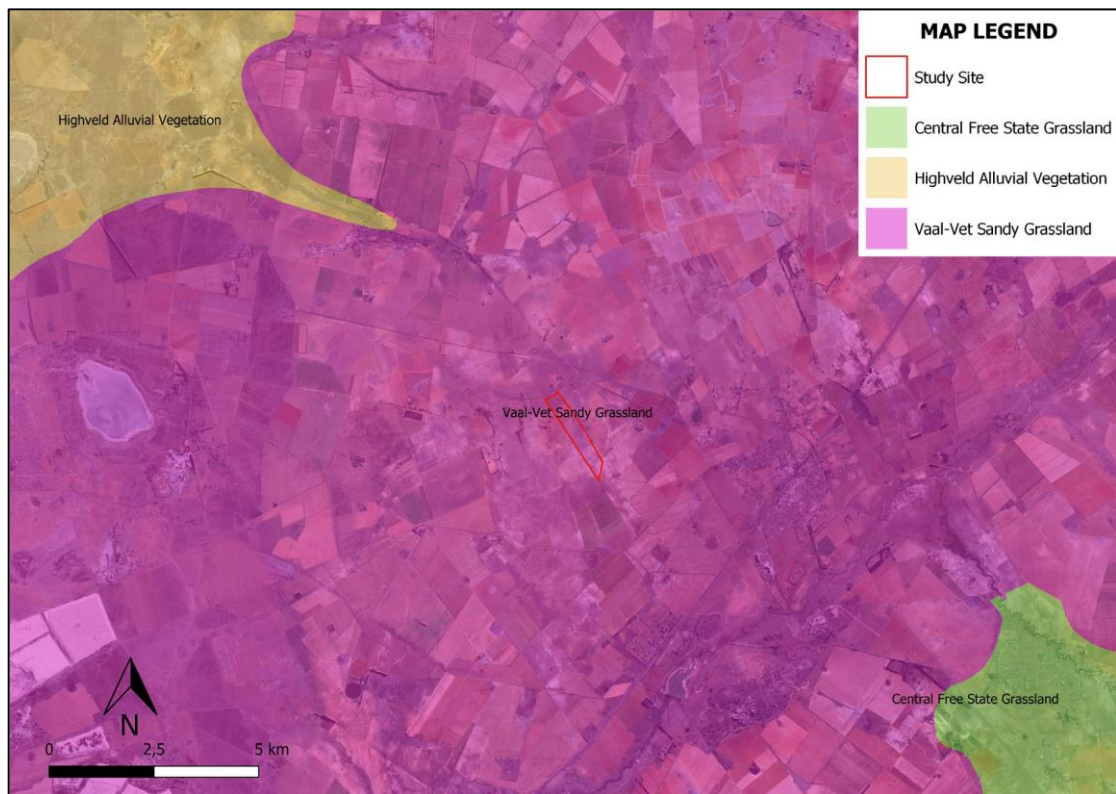 MAP LEGEND
Study Site
Central Free State Grassland
Highveld Alluvial Vegetation
Vaal-Vet Sandy Grassland
Highveld Alluvial Vegetation
Vaal-Vet Sandy Grassland
Central Free State Grassland
N
0 2,5 5 km